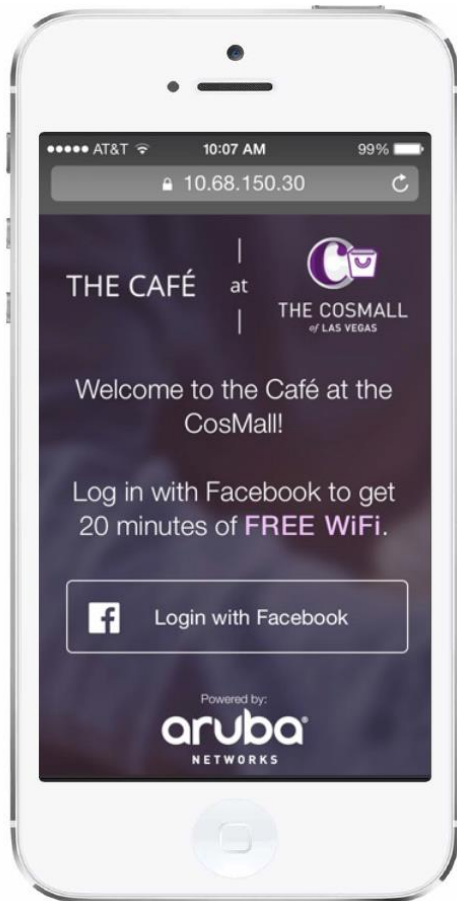 AT&T 10:07 AM 99%
10.68.150.30
THE CAFÉ at THE COSMALL
of LAS VEGAS
Welcome to the Café at the
CosMall!
Log in with Facebook to get
20 minutes of FREE WiFi.
f Login with Facebook
Powered by:
aruba®
NETWORKS